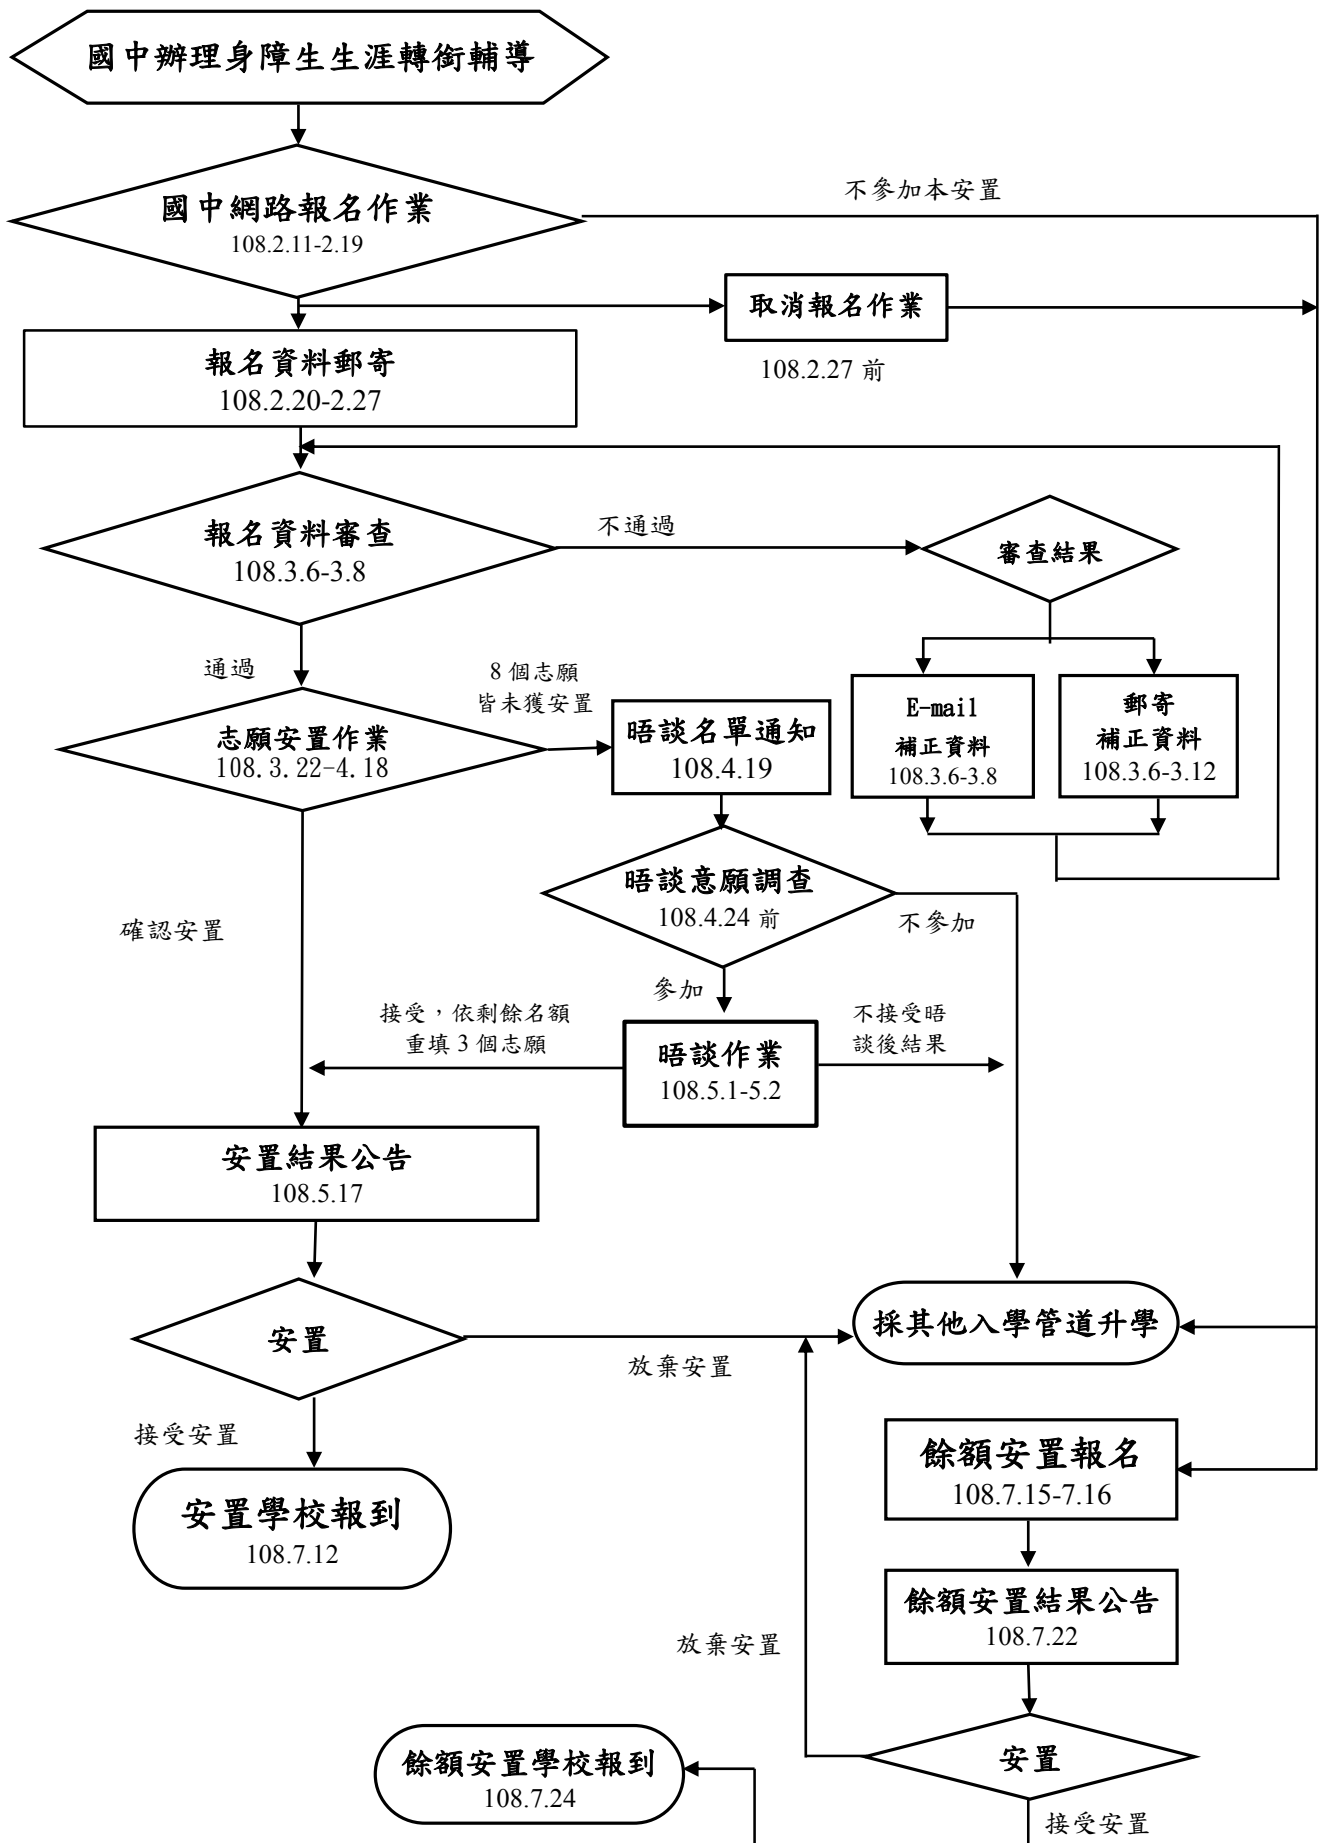 國中辦理身障生生涯轉銜輔導
國中網路報名作業
108.2.11-2.19
不參加本安置
取消報名作業
108.2.27 前
報名資料郵寄
108.2.20-2.27
報名資料審查
108.3.6-3.8
不通過
審查結果
通過
8 個志願
皆未獲安置
志願安置作業
108.3.22-4.18
晤談名單通知
108.4.19
E-mail
補正資料
108.3.6-3.8
郵寄
補正資料
108.3.6-3.12
晤談意願調查
108.4.24 前
不參加
確認安置
參加
接受，依剩餘名額
重填 3 個志願
晤談作業
108.5.1-5.2
不接受晤
談後結果
安置結果公告
108.5.17
安置
放棄安置
採其他入學管道升學
接受安置
安置學校報到
108.7.12
餘額安置報名
108.7.15-7.16
餘額安置結果公告
108.7.22
放棄安置
安置
餘額安置學校報到
108.7.24
接受安置